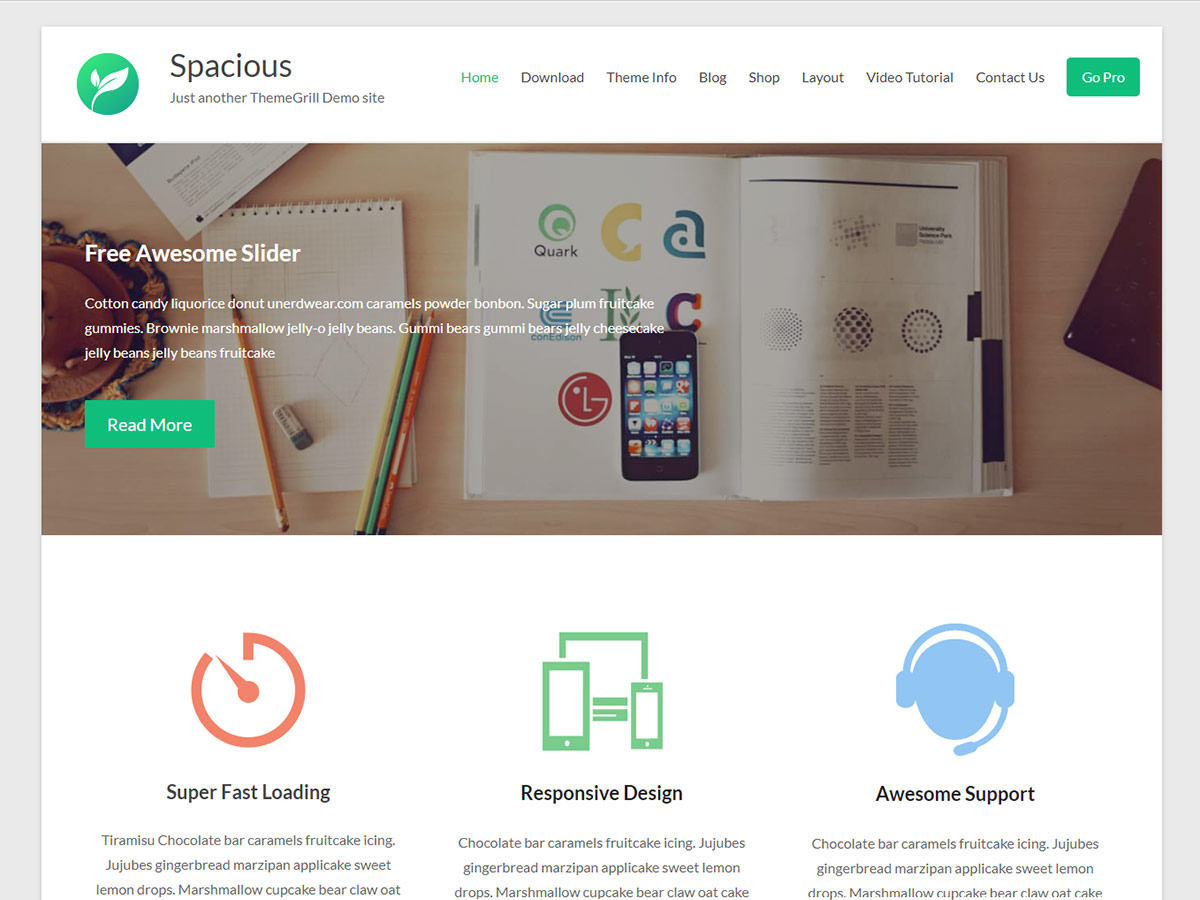 Spacious
Just another ThemeGrill Demo site
Home Download Theme Info Blog Shop Layout Video Tutorial Contact Us Go Pro
Free Awesome Slider
Cotton candy liquorice donut unerdwear.com caramels powder bonbon. Sugar plum fruitcake
gummies. Brownie marshmallow jelly-o jelly beans. Gummi bears gummi bears jelly cheesecake
jelly beans jelly beans fruitcake
Read More
Quark
conEdison
University
Science Park
Super Fast Loading
Responsive Design
Awesome Support
Tiramisu Chocolate bar caramels fruitcake icing.
Jujubes gingerbread marzipan applicake sweet
lemon drops. Marshmallow cupcake bear claw oat
Chocolate bar caramels fruitcake icing. Jujubes
gingerbread marzipan applicake sweet lemon
drops. Marshmallow cupcake bear claw oat cake
Chocolate bar caramels fruitcake icing. Jujubes
gingerbread marzipan applicake sweet lemon
drops. Marshmallow cupcake bear claw oat cake